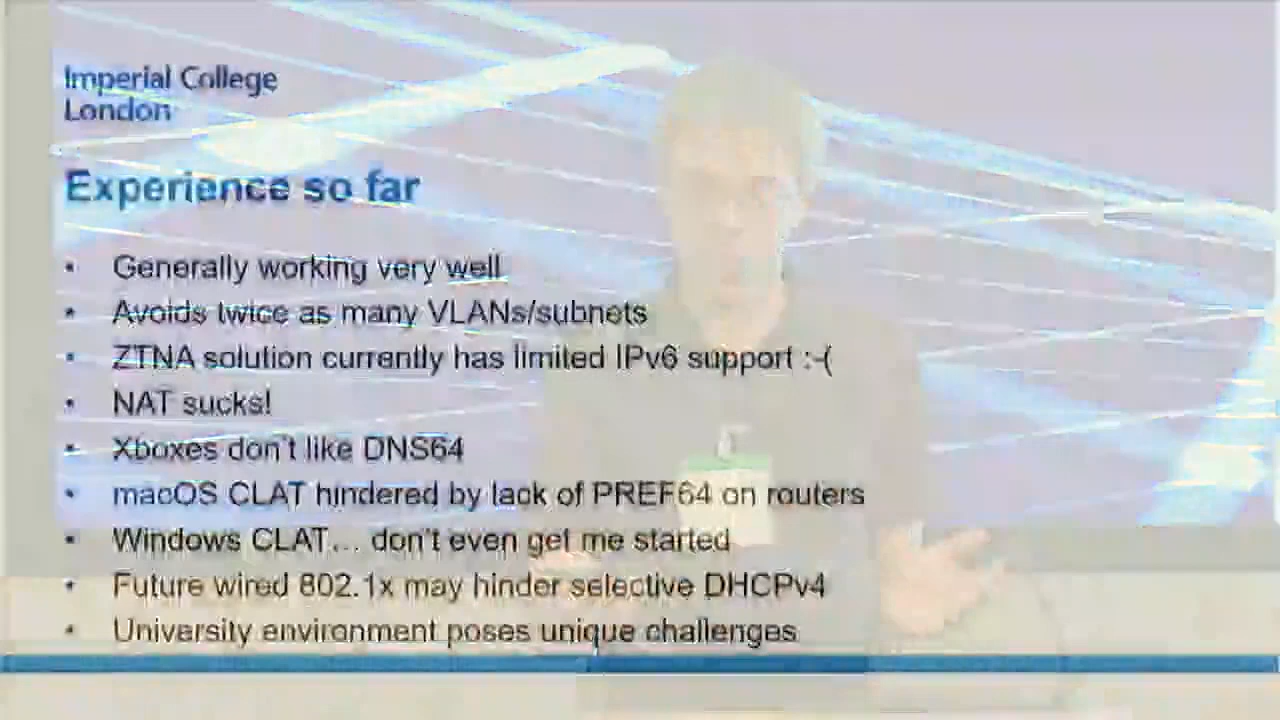 Imperial College
London
Experience so far
• Generally working very well
• Avoids twice as many VLANs/subnets
• ZTNA solution currently has limited IPv6 support :-(
• NAT sucks!
• Xboxes don't like DNS64
• macOS CLAT hindered by lack of PREF64 on routers
• Windows CLAT... don't even get me started
• Future wired 802.1x may hinder selective DHCPv4
• University environment poses unique challenges